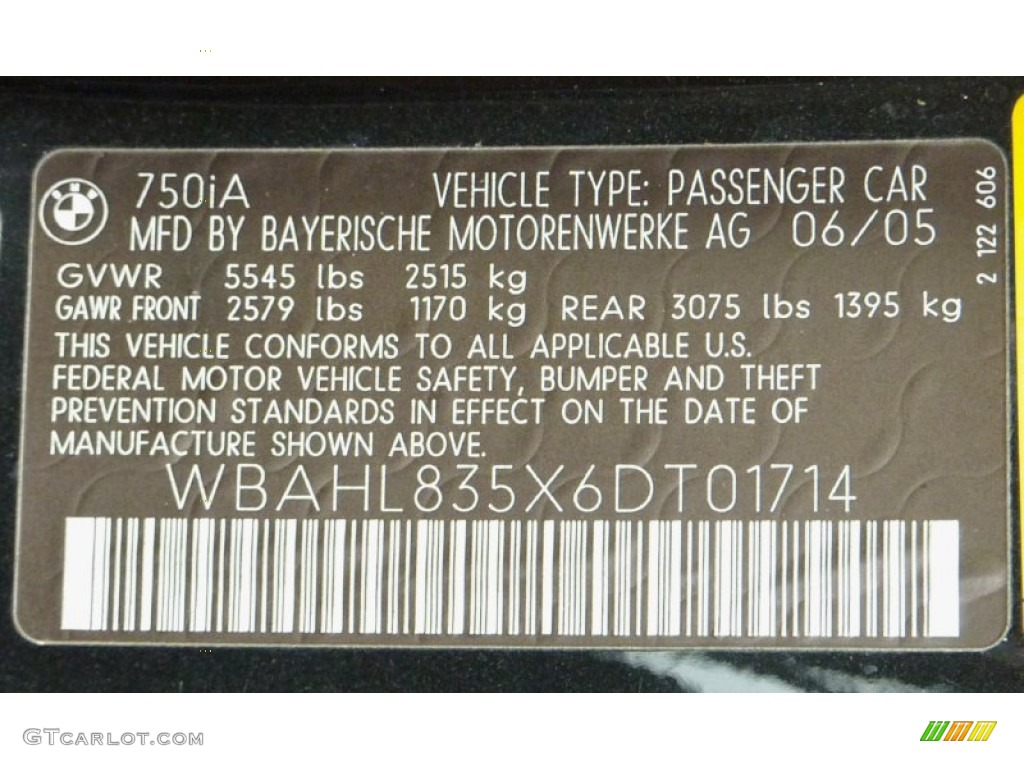 BMW
750iA VEHICLE TYPE: PASSENGER CAR
MFD BY BAYERISCHE MOTORENWERKE AG 06/05
2 122 606
GVWR 5545 lbs 2515 kg
GAWR FRONT 2579 lbs 1170 kg REAR 3075 lbs 1395 kg
THIS VEHICLE CONFORMS TO ALL APPLICABLE U.S.
FEDERAL MOTOR VEHICLE SAFETY, BUMPER AND THEFT
PREVENTION STANDARDS IN EFFECT ON THE DATE OF
MANUFACTURE SHOWN ABOVE.
WBAHL835X6DT01714
GTCARLOT.COM